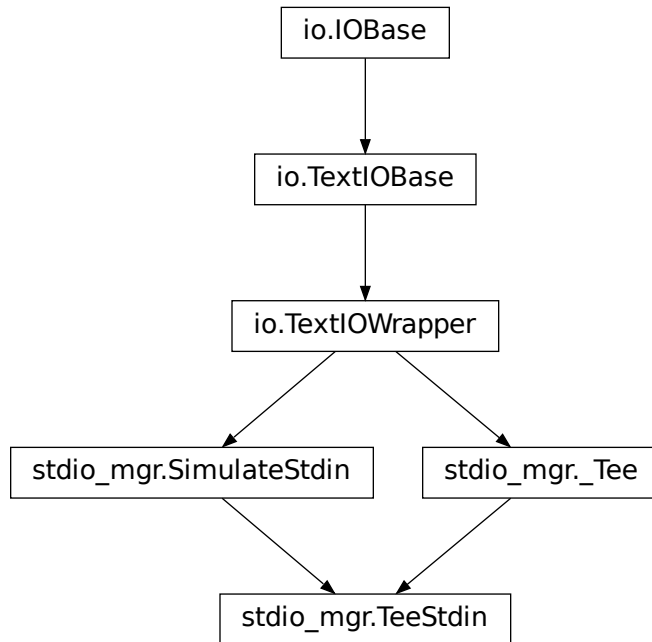 io.IOBase
io.TextIOBase
io.TextIOWrapper
stdio_mgr.SimulateStdin
stdio_mgr._Tee
stdio_mgr.TeeStdin